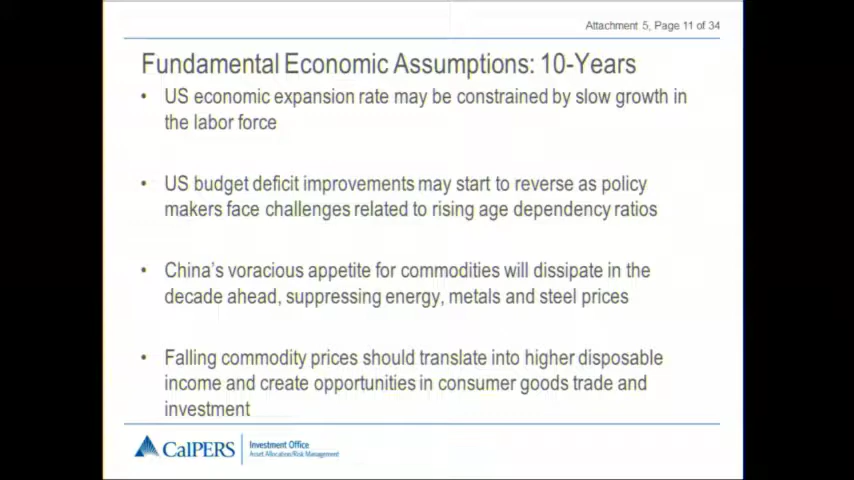 Attachment 5, Page 11 of 34
Fundamental Economic Assumptions: 10-Years
• US economic expansion rate may be constrained by slow growth in
the labor force
• US budget deficit improvements may start to reverse as policy
makers face challenges related to rising age dependency ratios
• China's voracious appetite for commodities will dissipate in the
decade ahead, suppressing energy, metals and steel prices
• Falling commodity prices should translate into higher disposable
income and create opportunities in consumer goods trade and
investment
CalPERS
Investment Office
Asset Allocation/Risk Management